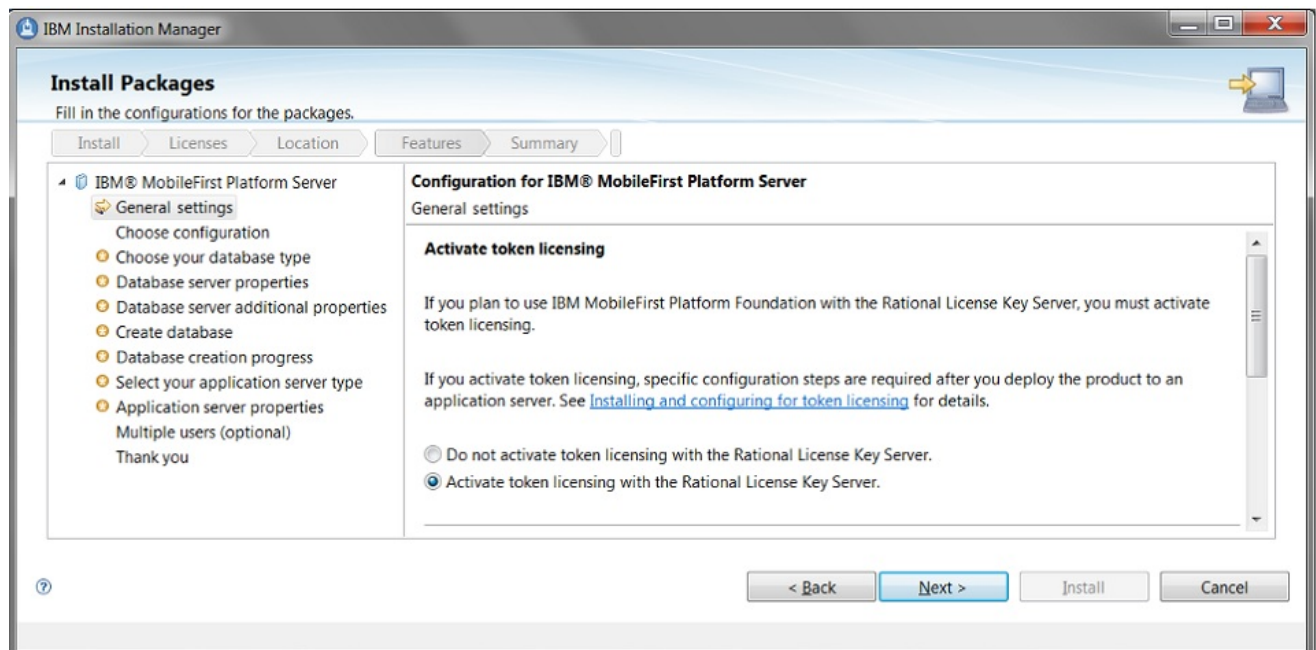 IBM Installation Manager
Install Packages
Fill in the configurations for the packages.
Install
Licenses
Location
Features
Summary
IBM® MobileFirst Platform Server
General settings
Choose configuration
Choose your database type
Database server properties
Database server additional properties
Create database
Database creation progress
Select your application server type
Application server properties
Multiple users (optional)
Thank you
Configuration for IBM® MobileFirst Platform Server
General settings
Activate token licensing
If you plan to use IBM MobileFirst Platform Foundation with the Rational License Key Server, you must activate
token licensing.
If you activate token licensing, specific configuration steps are required after you deploy the product to an
application server. See Installing and configuring for token licensing for details.
Do not activate token licensing with the Rational License Key Server.
Activate token licensing with the Rational License Key Server.
?
< Back
Next >
Install
Cancel